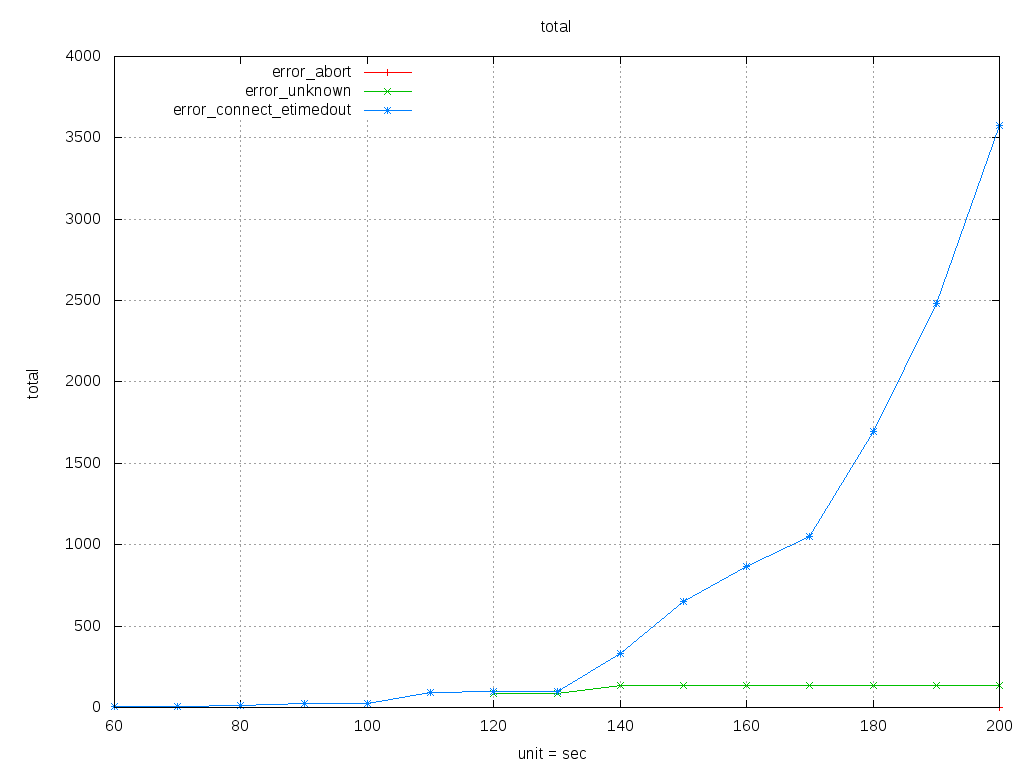 total
4000
3500
3000
2500
2000
1500
1000
500
0
error_abort
error_unknown
error_connect_etimedout
total
60 80 100 120 140 160 180 200
unit = sec